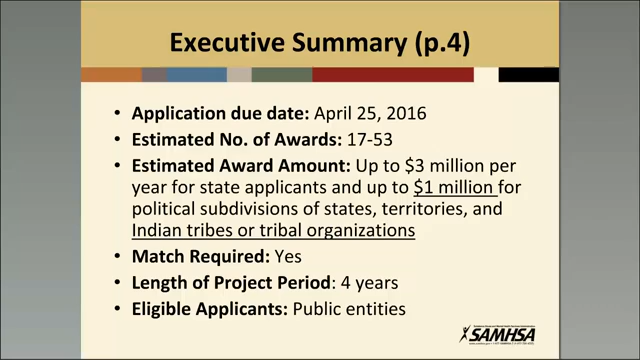 Executive Summary (p.4)
• Application due date: April 25, 2016
• Estimated No. of Awards: 17-53
• Estimated Award Amount: Up to $3 million per
year for state applicants and up to $1 million for
political subdivisions of states, territories, and
Indian tribes or tribal organizations
• Match Required: Yes
• Length of Project Period: 4 years
• Eligible Applicants: Public entities
SAMHSA